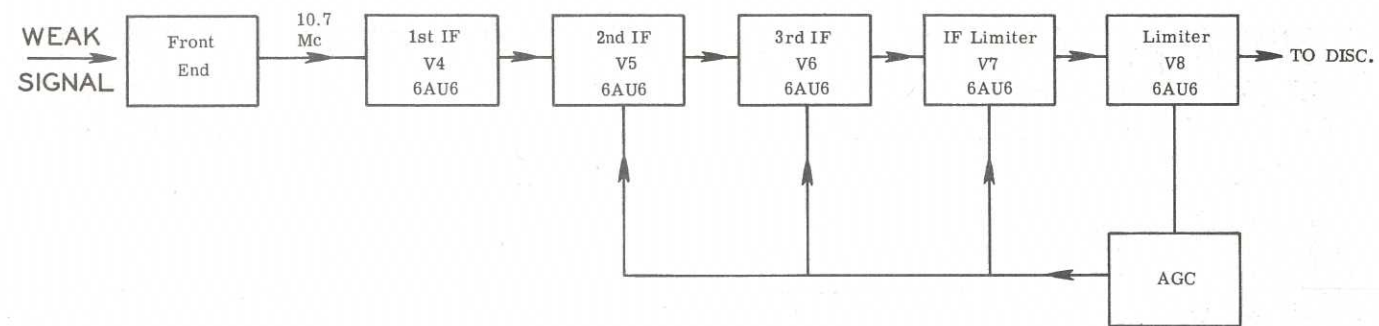 WEAK
SIGNAL
Front
End
10.7
Mc
1st IF
V4
6AU6
2nd IF
V5
6AU6
3rd IF
V6
6AU6
IF Limiter
V7
6AU6
Limiter
V8
6AU6
TO DISC.
AGC